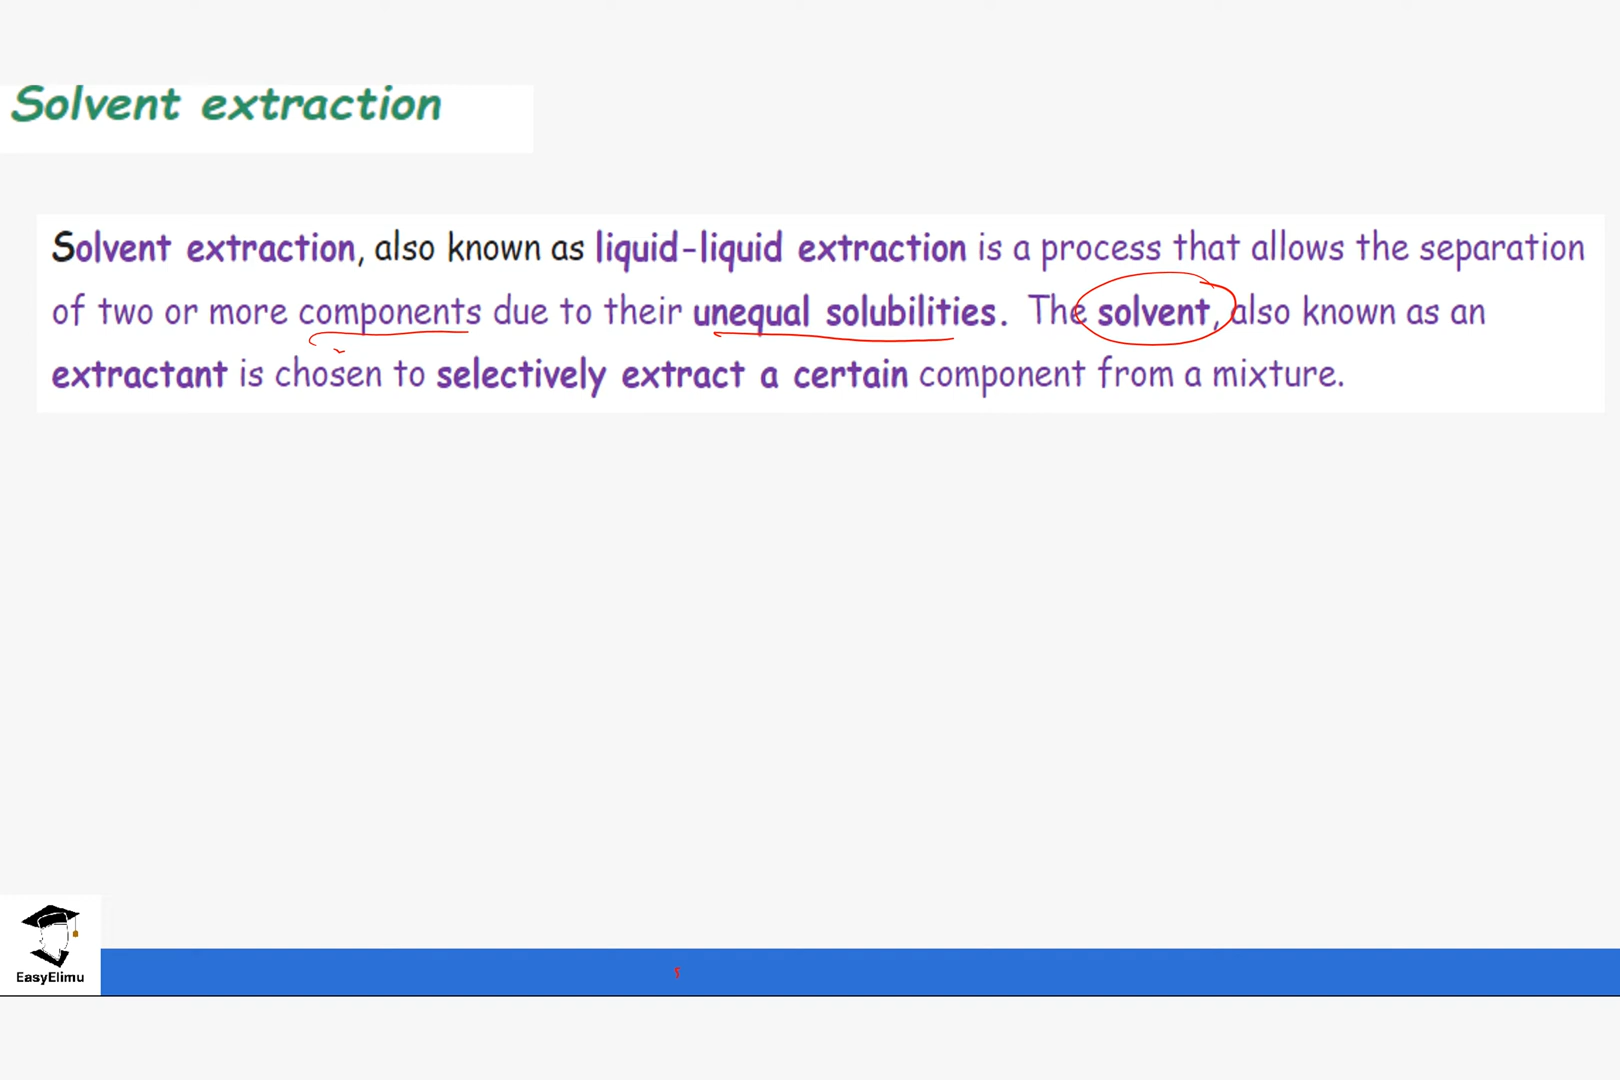 Solvent extraction
Solvent extraction, also known as liquid-liquid extraction is a process that allows the separation
of two or more components due to their unequal solubilities. The solvent, also known as an
extractant is chosen to selectively extract a certain component from a mixture.
EasyElimu
5